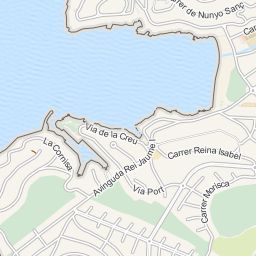 Carrer de Nunyo Sanç
Ca
Via de la Creu
La Cornisa
Carrer Reina Isabel
Avinguda Rei Jaume I
Via Port
Carrer Morisca